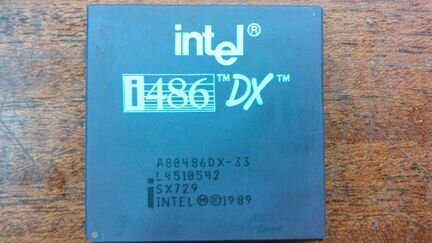 intel®
i486™ DX™
A80486DX-33
L4510542
SX729
INTEL Ⓜ©1989